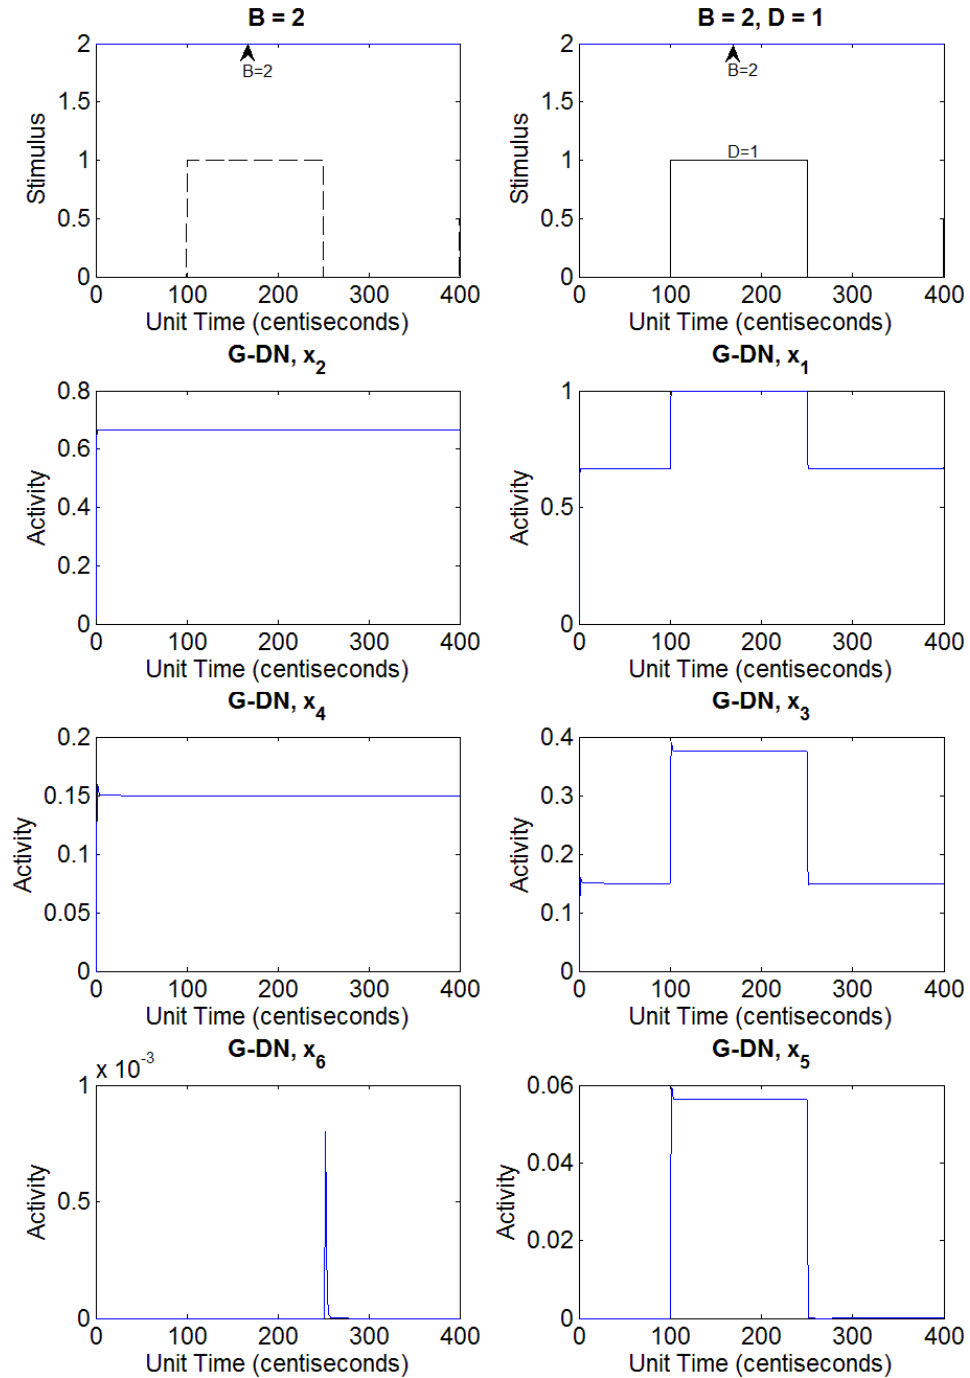 B = 2
B = 2, D = 1
2
1.5
1
0.5
0
Stimulus
B=2
0 100 200 300 400
Unit Time (centiseconds)
2
1.5
1
0.5
0
Stimulus
B=2
D=1
0 100 200 300 400
Unit Time (centiseconds)
G-DN, x2
0.8
0.6
0.4
0.2
0
Activity
0 100 200 300 400
Unit Time (centiseconds)
G-DN, x1
1
0.5
0
Activity
0 100 200 300 400
Unit Time (centiseconds)
G-DN, x4
0.2
0.15
0.1
0.05
0
Activity
0 100 200 300 400
Unit Time (centiseconds)
G-DN, x3
0.4
0.3
0.2
0.1
0
Activity
0 100 200 300 400
Unit Time (centiseconds)
G-DN, x6
x 10-3
1
0.5
0
Activity
0 100 200 300 400
Unit Time (centiseconds)
G-DN, x5
0.06
0.04
0.02
0
Activity
0 100 200 300 400
Unit Time (centiseconds)